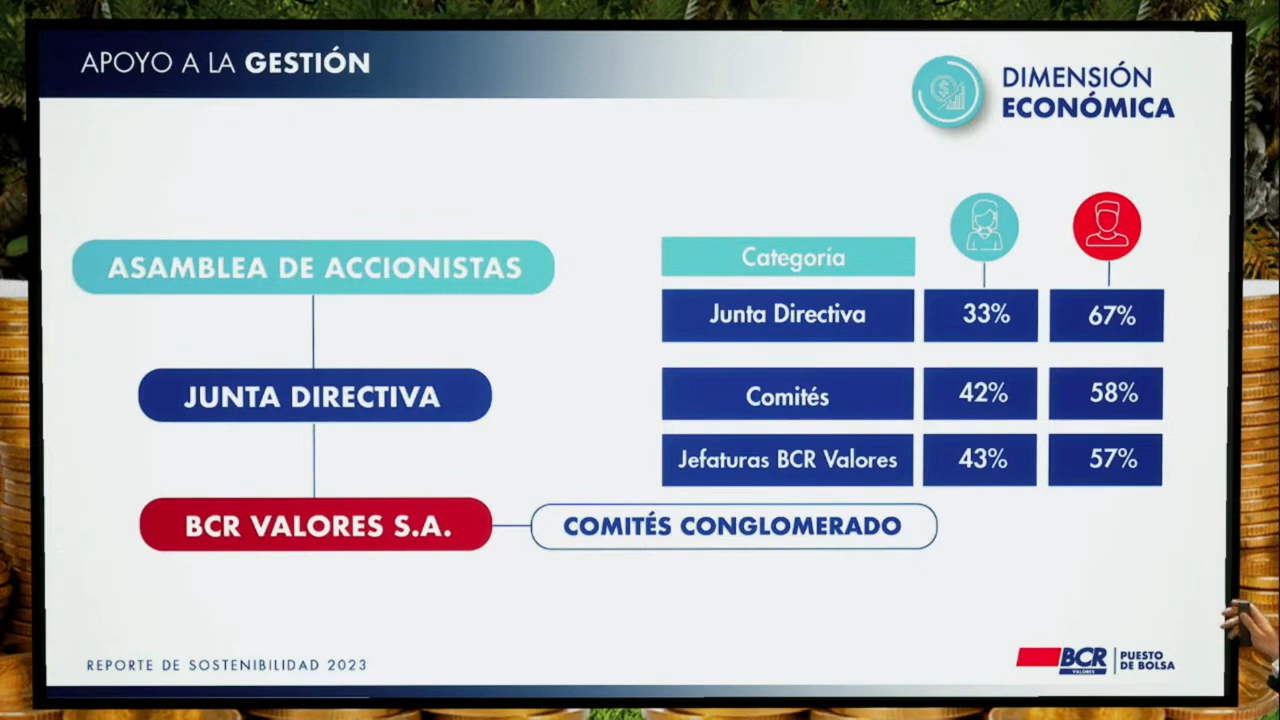 APOYO A LA GESTIÓN
DIMENSIÓN
ECONÓMICA
ASAMBLEA DE ACCIONISTAS
JUNTA DIRECTIVA
BCR VALORES S.A.
COMITÉS CONGLOMERADO
Categoría
Junta Directiva 33% 67%
Comités 42% 58%
Jefaturas BCR Valores 43% 57%
REPORTE DE SOSTENIBILIDAD 2023
BCR
VALORES
PUESTO
DE BOLSA